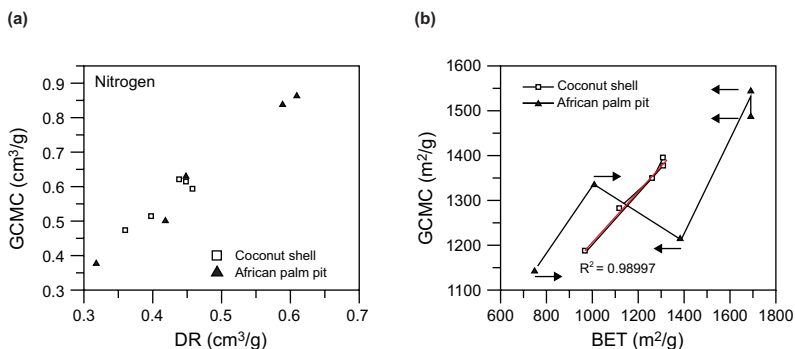 (a)
Nitrogen
0.9
0.8
0.7
0.6
0.5
0.4
0.3
GCMC (cm³/g)
Coconut shell
African palm pit
0.3 0.4 0.5 0.6 0.7
DR (cm³/g)
(b)
1600
1500
1400
1300
1200
1100
GCMC (m²/g)
Coconut shell
African palm pit
R² = 0.98997
600 800 1000 1200 1400 1600 1800
BET (m²/g)